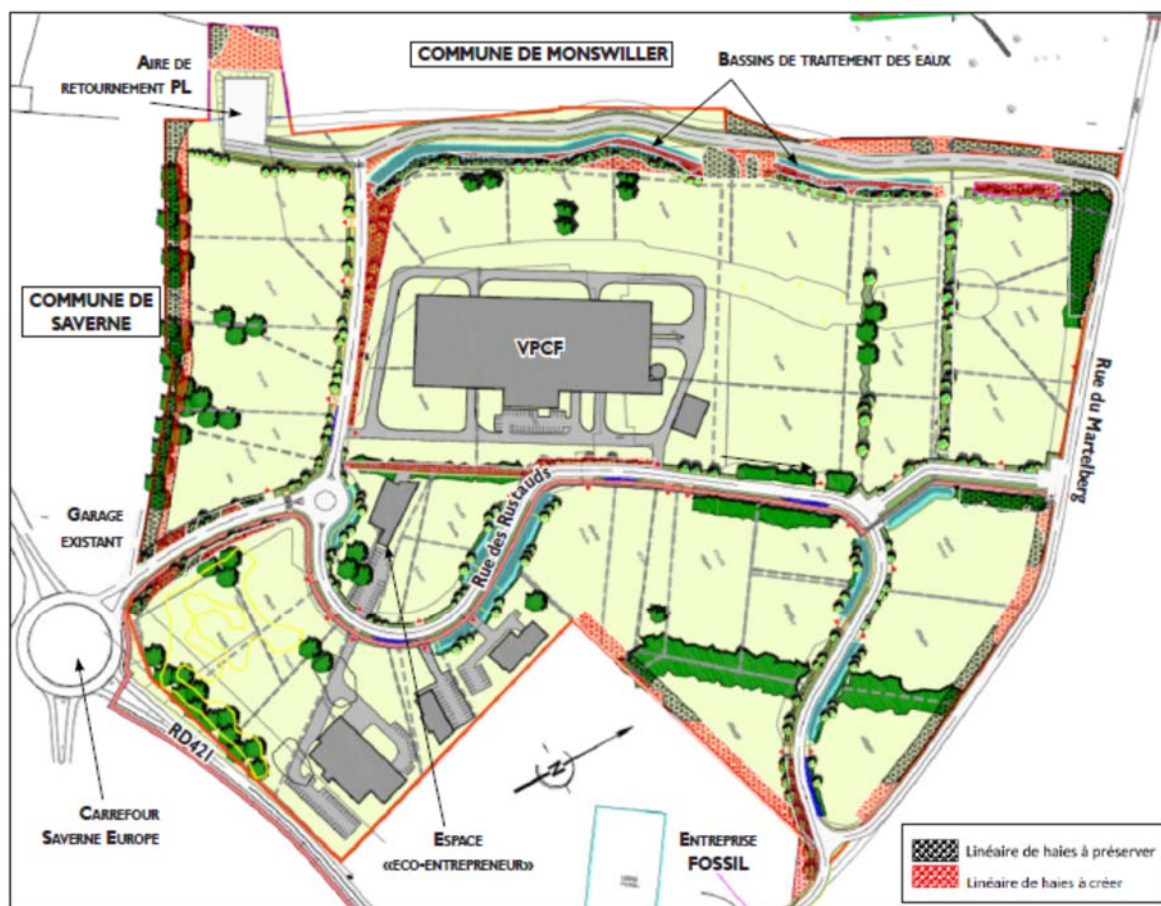 AIRE DE
RETOURNEMENT PL
COMMUNE DE MONSWILLER
BASSINS DE TRAITEMENT DES EAUX
COMMUNE DE
SAVERNE
VPCF
Rue du Martelberg
GARAGE
EXISTANT
Rue des Rustauds
RD421
N
CARREFOUR
SAVERNE EUROPE
ESPACE
«ECO-ENTREPRENEUR»
ENTREPRISE
FOSSIL
Linéaire de haies à préserver
Linéaire de haies à créer